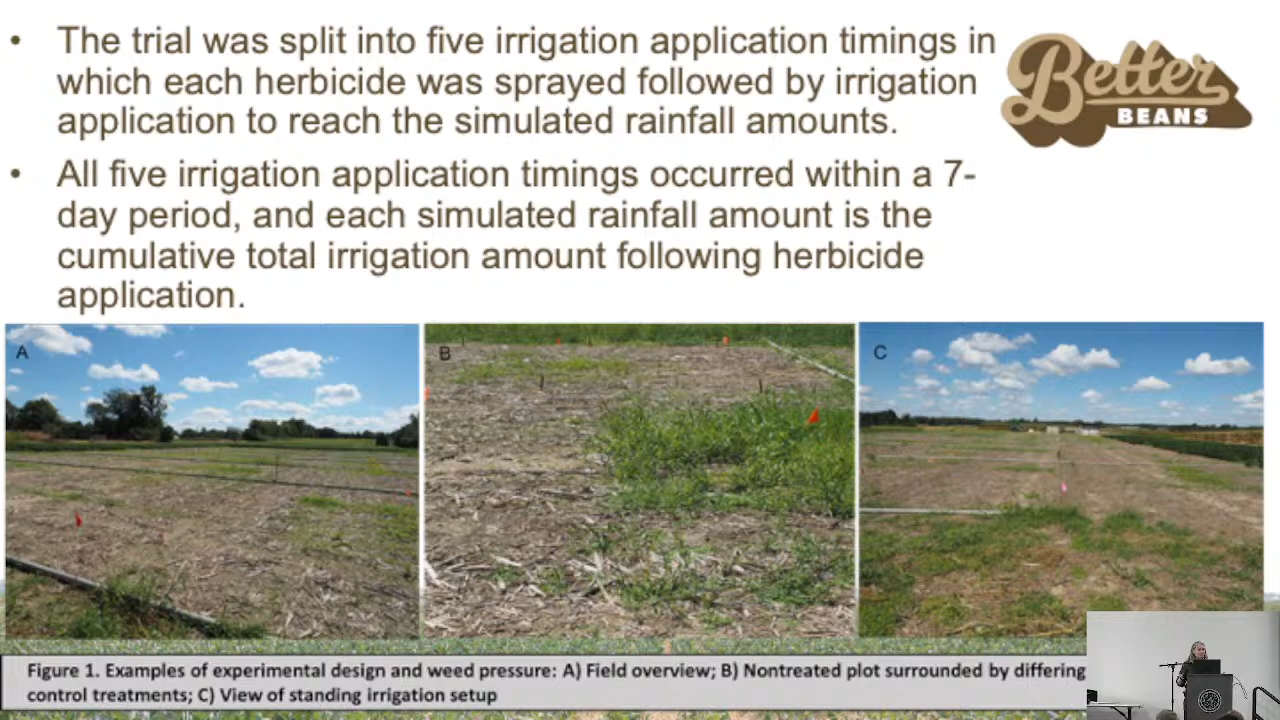 • The trial was split into five irrigation application timings in
which each herbicide was sprayed followed by irrigation
application to reach the simulated rainfall amounts.
• All five irrigation application timings occurred within a 7-
day period, and each simulated rainfall amount is the
cumulative total irrigation amount following herbicide
application.
Better
BEANS
A
B
C
Figure 1. Examples of experimental design and weed pressure: A) Field overview; B) Nontreated plot surrounded by differing
control treatments; C) View of standing irrigation setup